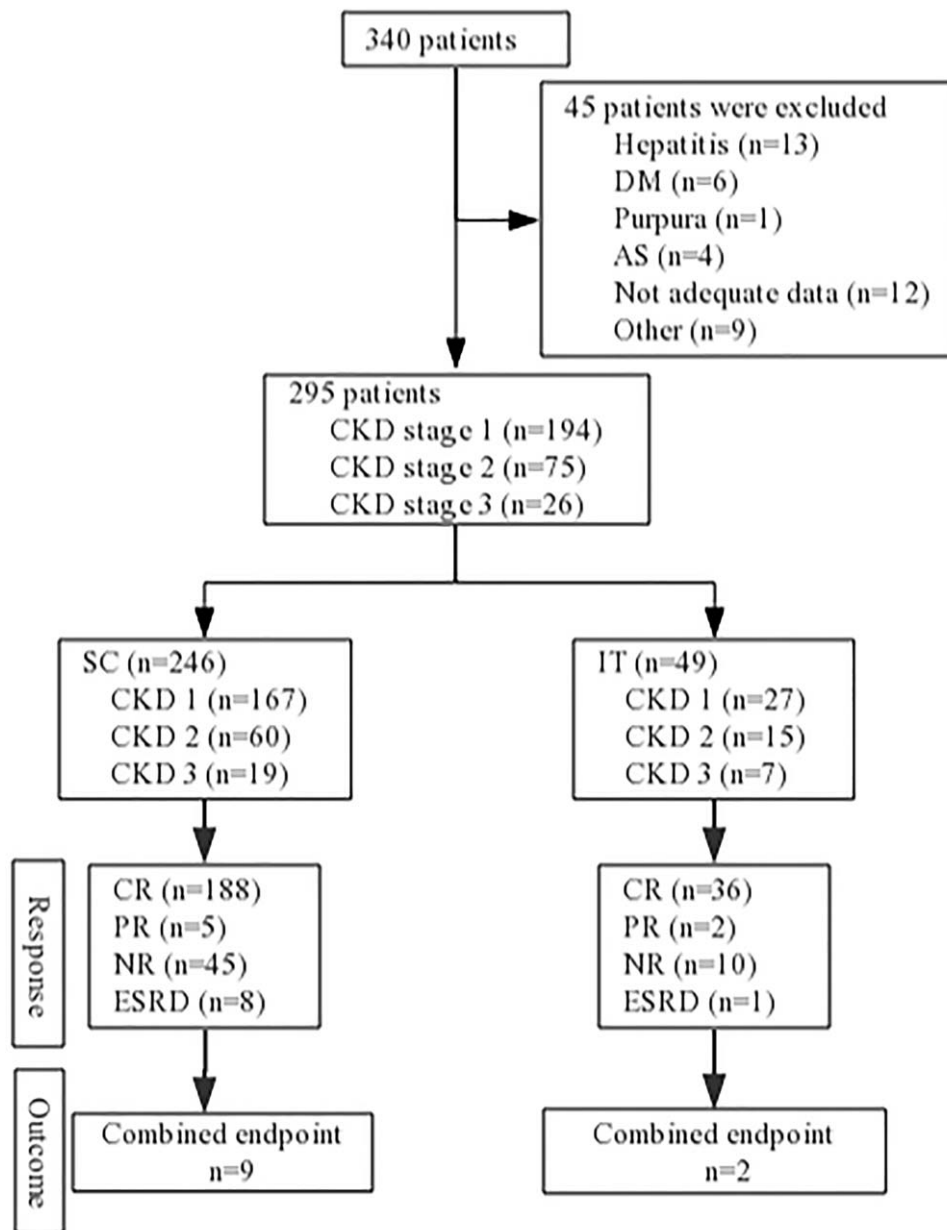 340 patients
45 patients were excluded
Hepatitis (n=13)
DM (n=6)
Purpura (n=1)
AS (n=4)
Not adequate data (n=12)
Other (n=9)
295 patients
CKD stage 1 (n=194)
CKD stage 2 (n=75)
CKD stage 3 (n=26)
SC (n=246)
CKD 1 (n=167)
CKD 2 (n=60)
CKD 3 (n=19)
IT (n=49)
CKD 1 (n=27)
CKD 2 (n=15)
CKD 3 (n=7)
Response
CR (n=188)
PR (n=5)
NR (n=45)
ESRD (n=8)
CR (n=36)
PR (n=2)
NR (n=10)
ESRD (n=1)
Outcome
Combined endpoint
n=9
Combined endpoint
n=2